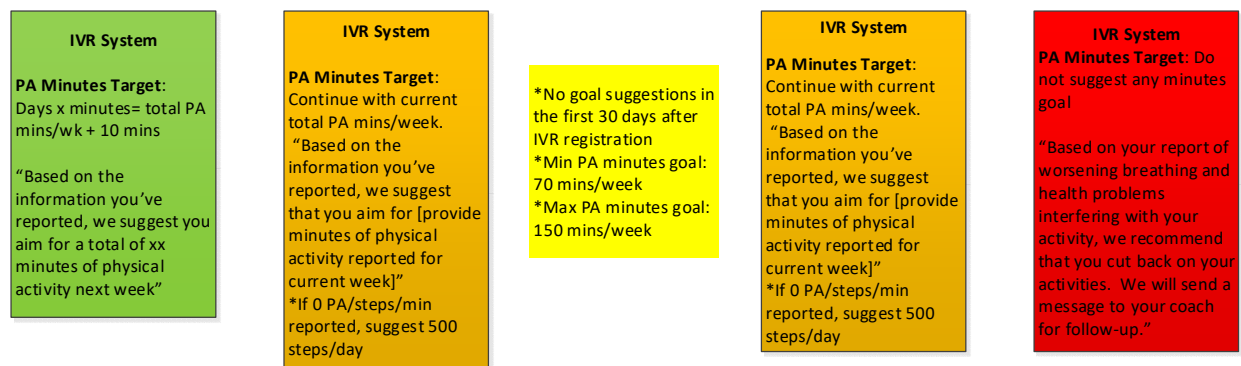 IVR System
PA Minutes Target:
Days x minutes= total PA
mins/wk + 10 mins
“Based on the
information you’ve
reported, we suggest you
aim for a total of xx
minutes of physical
activity next week”
IVR System
PA Minutes Target:
Continue with current
total PA mins/week.
“Based on the
information you’ve
reported, we suggest
that you aim for [provide
minutes of physical
activity reported for
current week]”
*If 0 PA/steps/min
reported, suggest 500
steps/day
*No goal suggestions in
the first 30 days after
IVR registration
*Min PA minutes goal:
70 mins/week
*Max PA minutes goal:
150 mins/week
IVR System
PA Minutes Target:
Continue with current
total PA mins/week.
“Based on the
information you’ve
reported, we suggest
that you aim for [provide
minutes of physical
activity reported for
current week]”
*If 0 PA/steps/min
reported, suggest 500
steps/day
IVR System
PA Minutes Target: Do
not suggest any minutes
goal
“Based on your report of
worsening breathing and
health problems
interfering with your
activity, we recommend
that you cut back on your
activities.  We will send a
message to your coach
for follow-up.”